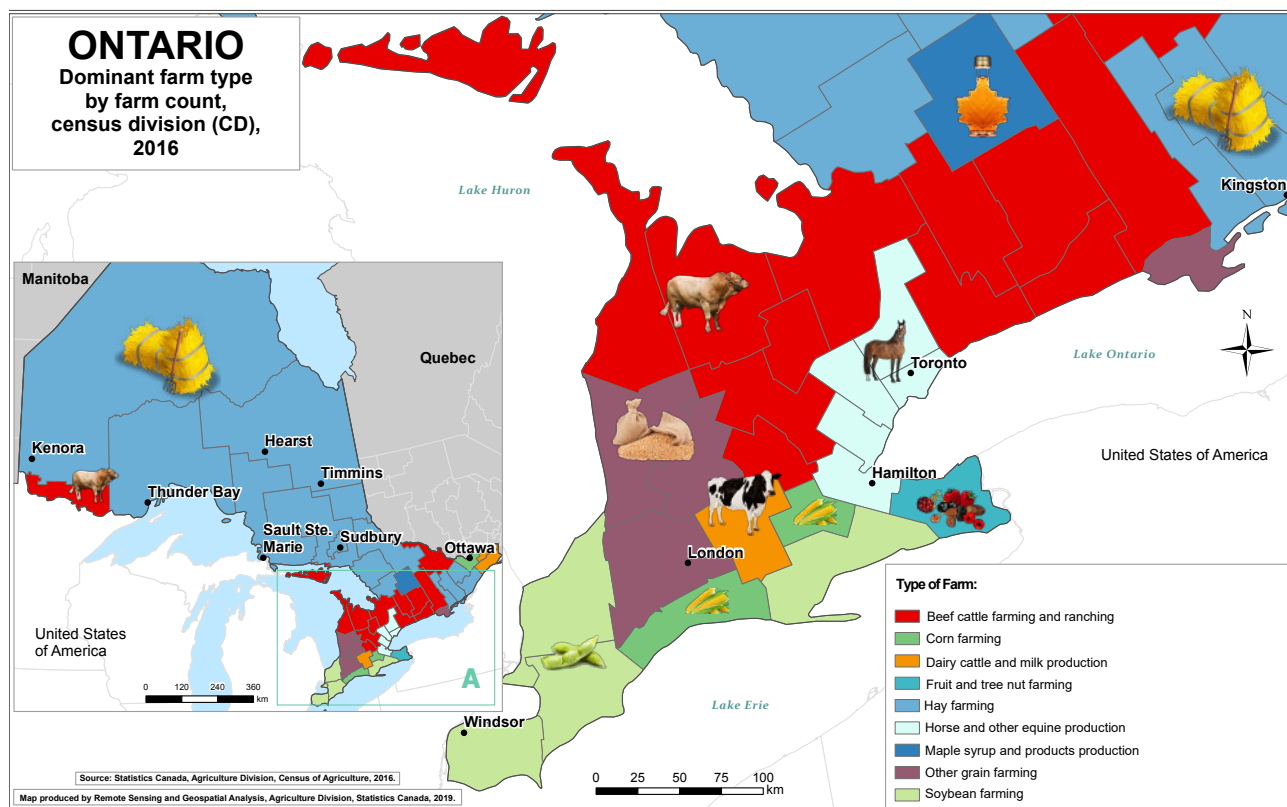 ONTARIO
Dominant farm type
by farm count,
census division (CD),
2016
Lake Huron
Kingston
N
Lake Ontario
Toronto
United States of America
Hamilton
London
Lake Erie
Windsor
0 25 50 75 100
km
Manitoba
Quebec
Kenora
Hearst
Timmins
Thunder Bay
Sault Ste.
Marie
Sudbury
Ottawa
United States
of America
0 120 240 360
km
A
Type of Farm:
Beef cattle farming and ranching
Corn farming
Dairy cattle and milk production
Fruit and tree nut farming
Hay farming
Horse and other equine production
Maple syrup and products production
Other grain farming
Soybean farming
Source: Statistics Canada, Agriculture Division, Census of Agriculture, 2016.
Map produced by Remote Sensing and Geospatial Analysis, Agriculture Division, Statistics Canada, 2019.